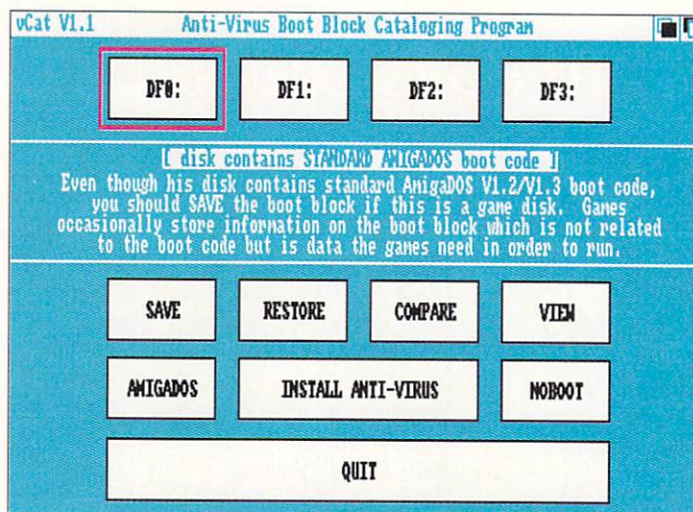 vCat V1.1 Anti-Virus Boot Block Cataloging Program
DF0: DF1: DF2: DF3:
[ disk contains STANDARD AMIGADOS boot code ]
Even though his disk contains standard AmigaDOS V1.2/V1.3 boot code,
you should SAVE the boot block if this is a game disk. Games
occasionally store information on the boot block which is not related
to the boot code but is data the games need in order to run.
SAVE RESTORE COMPARE VIEW
AMIGADOS INSTALL ANTI-VIRUS NOBOOT
QUIT